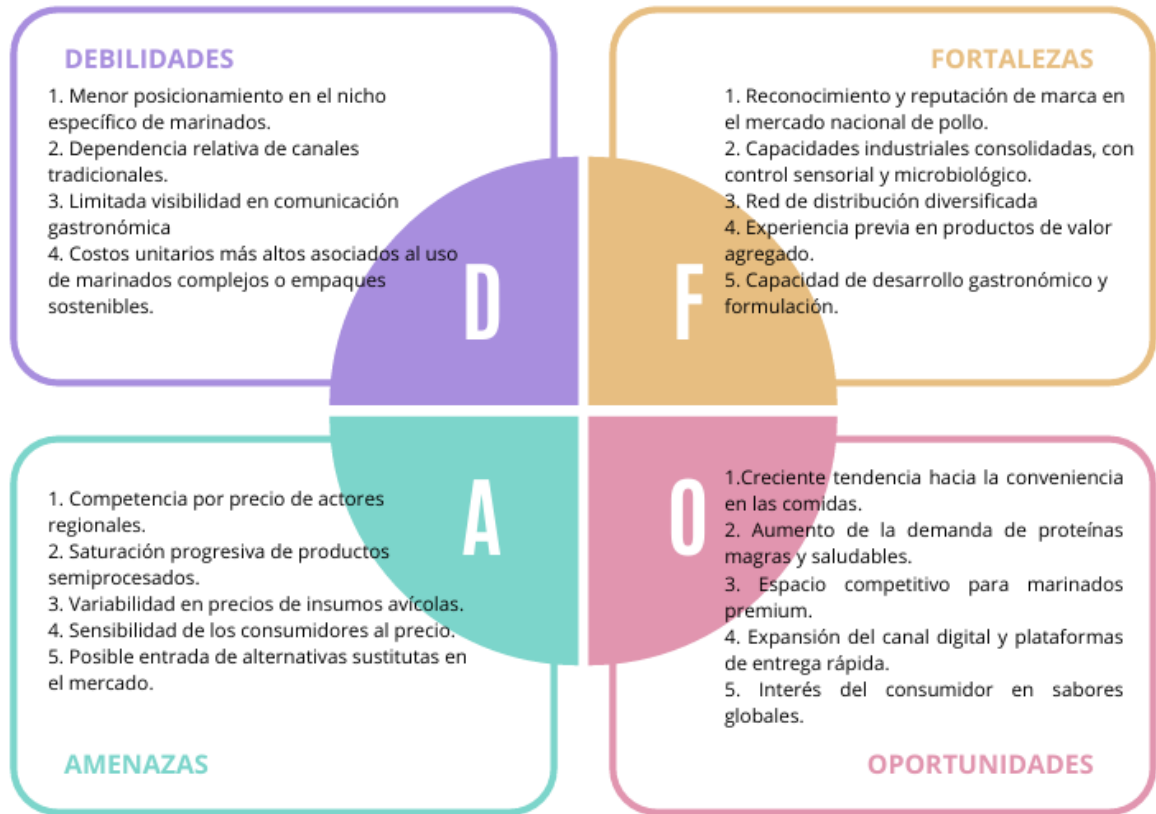 DEBILIDADES
1. Menor posicionamiento en el nicho
específico de marinados.
2. Dependencia relativa de canales
tradicionales.
3. Limitada visibilidad en comunicación
gastronómica
4. Costos unitarios más altos asociados al uso
de marinados complejos o empaques
sostenibles.
D
FORTALEZAS
1. Reconocimiento y reputación de marca en
el mercado nacional de pollo.
2. Capacidades industriales consolidadas, con
control sensorial y microbiológico.
3. Red de distribución diversificada
4. Experiencia previa en productos de valor
agregado.
5. Capacidad de desarrollo gastronómico y
formulación.
F
1. Competencia por precio de actores
regionales.
2. Saturación progresiva de productos
semiprocesados.
3. Variabilidad en precios de insumos avícolas.
4. Sensibilidad de los consumidores al precio.
5. Posible entrada de alternativas sustitutas en
el mercado.
A
AMENAZAS
1.Creciente tendencia hacia la conveniencia
en las comidas.
2. Aumento de la demanda de proteínas
magras y saludables.
3. Espacio competitivo para marinados
premium.
4. Expansión del canal digital y plataformas
de entrega rápida.
5. Interés del consumidor en sabores
globales.
O
OPORTUNIDADES